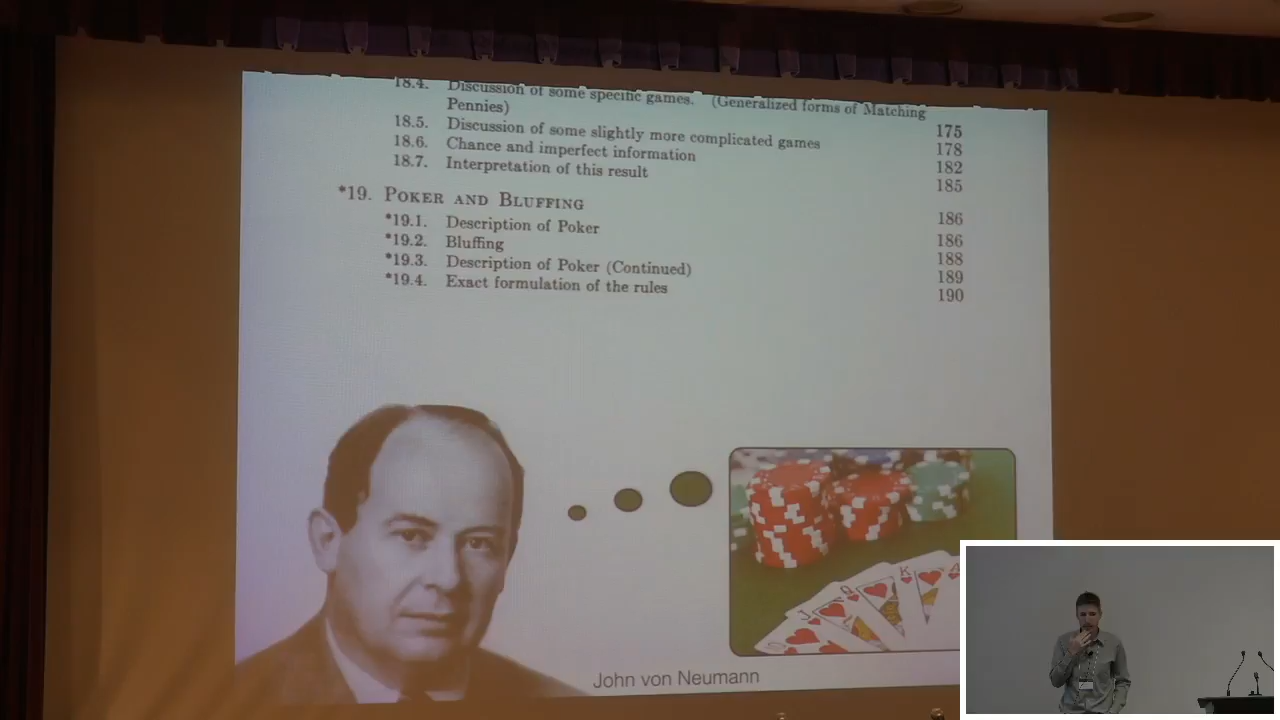 18.4. Discussion of some specific games. (Generalized forms of Matching
Pennies) 175
18.5. Discussion of some slightly more complicated games 178
18.6. Chance and imperfect information 182
18.7. Interpretation of this result 185
*19. POKER AND BLUFFING 186
*19.1. Description of Poker 186
*19.2. Bluffing 188
*19.3. Description of Poker (Continued) 189
*19.4. Exact formulation of the rules 190
J Q K A
John von Neumann